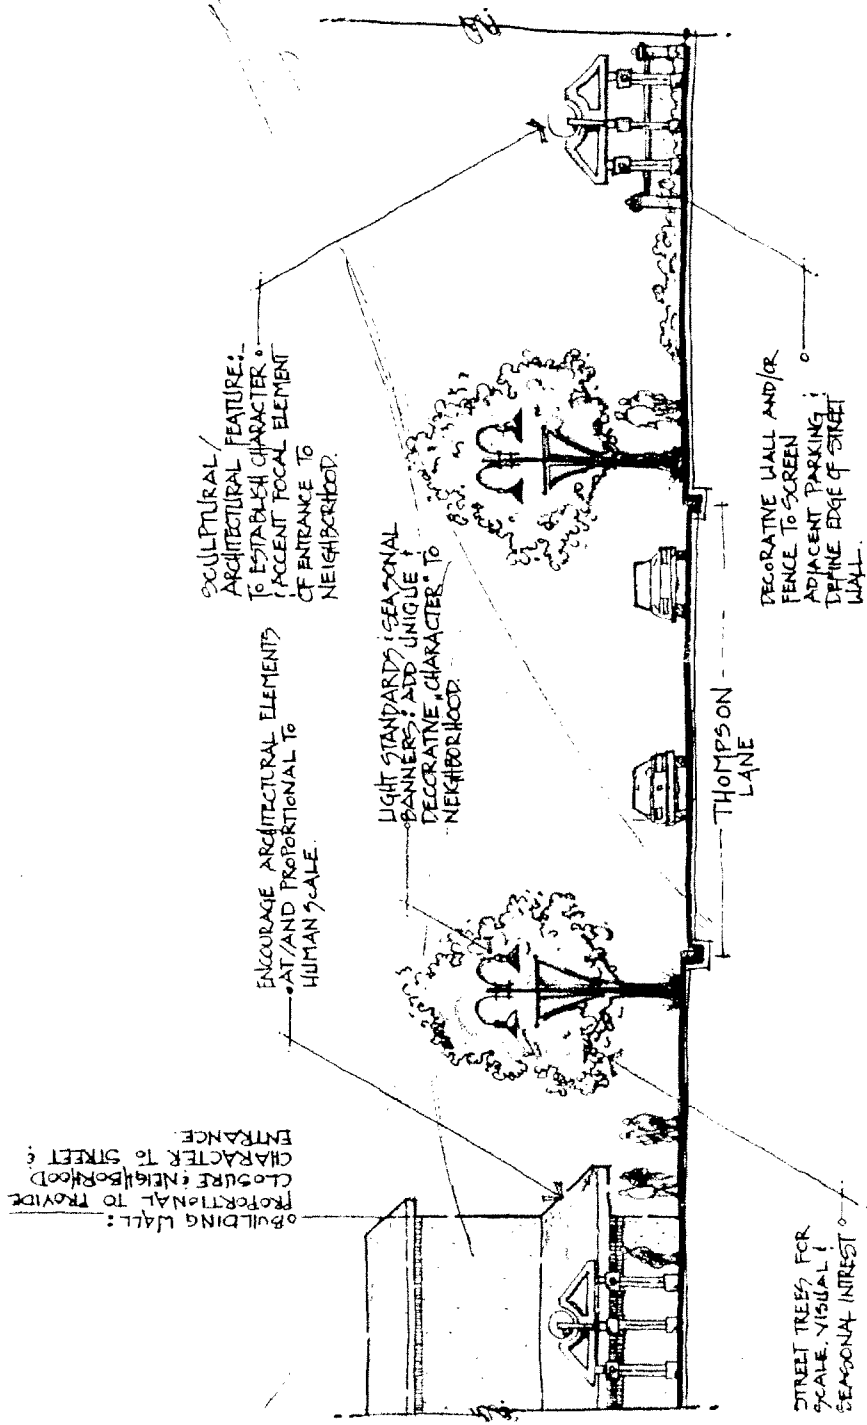 BUILDING WALL:
PROPORTIONAL TO PROVIDE
CLOSURE & NEIGHBORHOOD
CHARACTER TO STREET &
ENTRANCE
ENCOURAGE ARCHITECTURAL ELEMENTS
AT/AND PROPORTIONAL TO
HUMAN SCALE.
SCULPTURAL/
ARCHITECTURAL FEATURE:
TO ESTABLISH CHARACTER
& ACCENT FOCAL ELEMENT
OF ENTRANCE TO
NEIGHBORHOOD.
LIGHT STANDARDS & SEASONAL
BANNERS: ADD UNIQUE &
DECORATIVE "CHARACTER" TO
NEIGHBORHOOD.
STREET TREES FOR
SCALE, VISUAL &
SEASONAL INTREST
THOMPSON
LANE
DECORATIVE WALL AND/OR
FENCE TO SCREEN
ADJACENT PARKING &
DEFINE EDGE OF STREET
WALL.